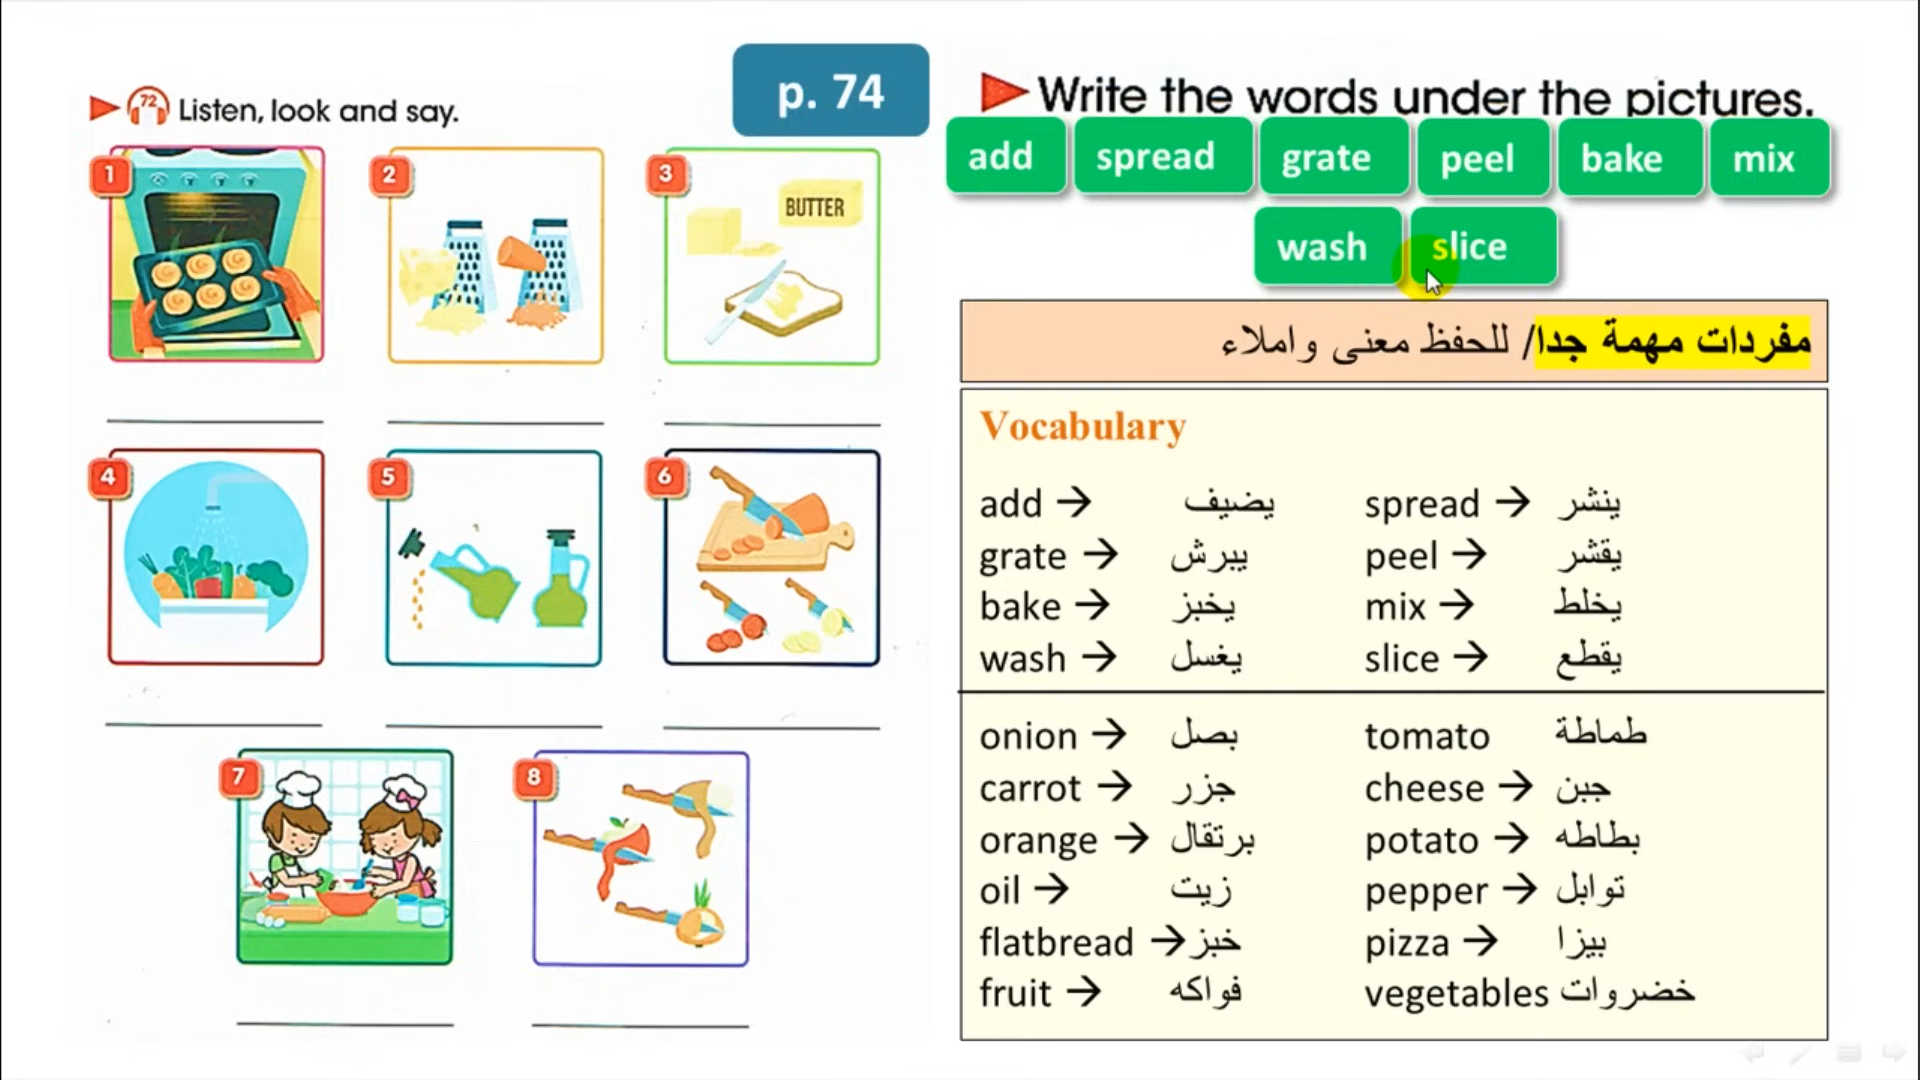 p. 74
72 Listen, look and say.
1
2
3
BUTTER
4
5
6
7
8
Write the words under the pictures.
add spread grate peel bake mix
wash slice
مفردات مهمة جدا/ للحفظ معنى واملاء
Vocabulary
add → يضيف spread → ينشر
grate → يبرش peel → يقشر
bake → يخبز mix → يخلط
wash → يغسل slice → يقطع
onion → بصل tomato طماطة
carrot → جزر cheese → جبن
orange → برتقال potato → بطاطه
oil → زيت pepper → توابل
flatbread → خبز pizza → بيزا
fruit → فواكه vegetables خضروات